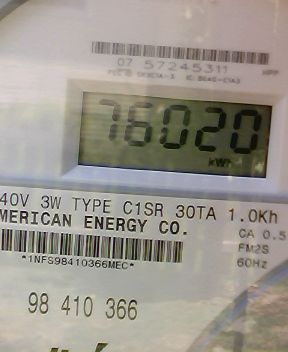 07 57245311
76020
kWh
40V 3W TYPE C1SR 30TA 1.0Kh
MERICAN ENERGY CO.
CA 0.5
FM2S
*1NFS98410366MEC*
60Hz
98 410 366